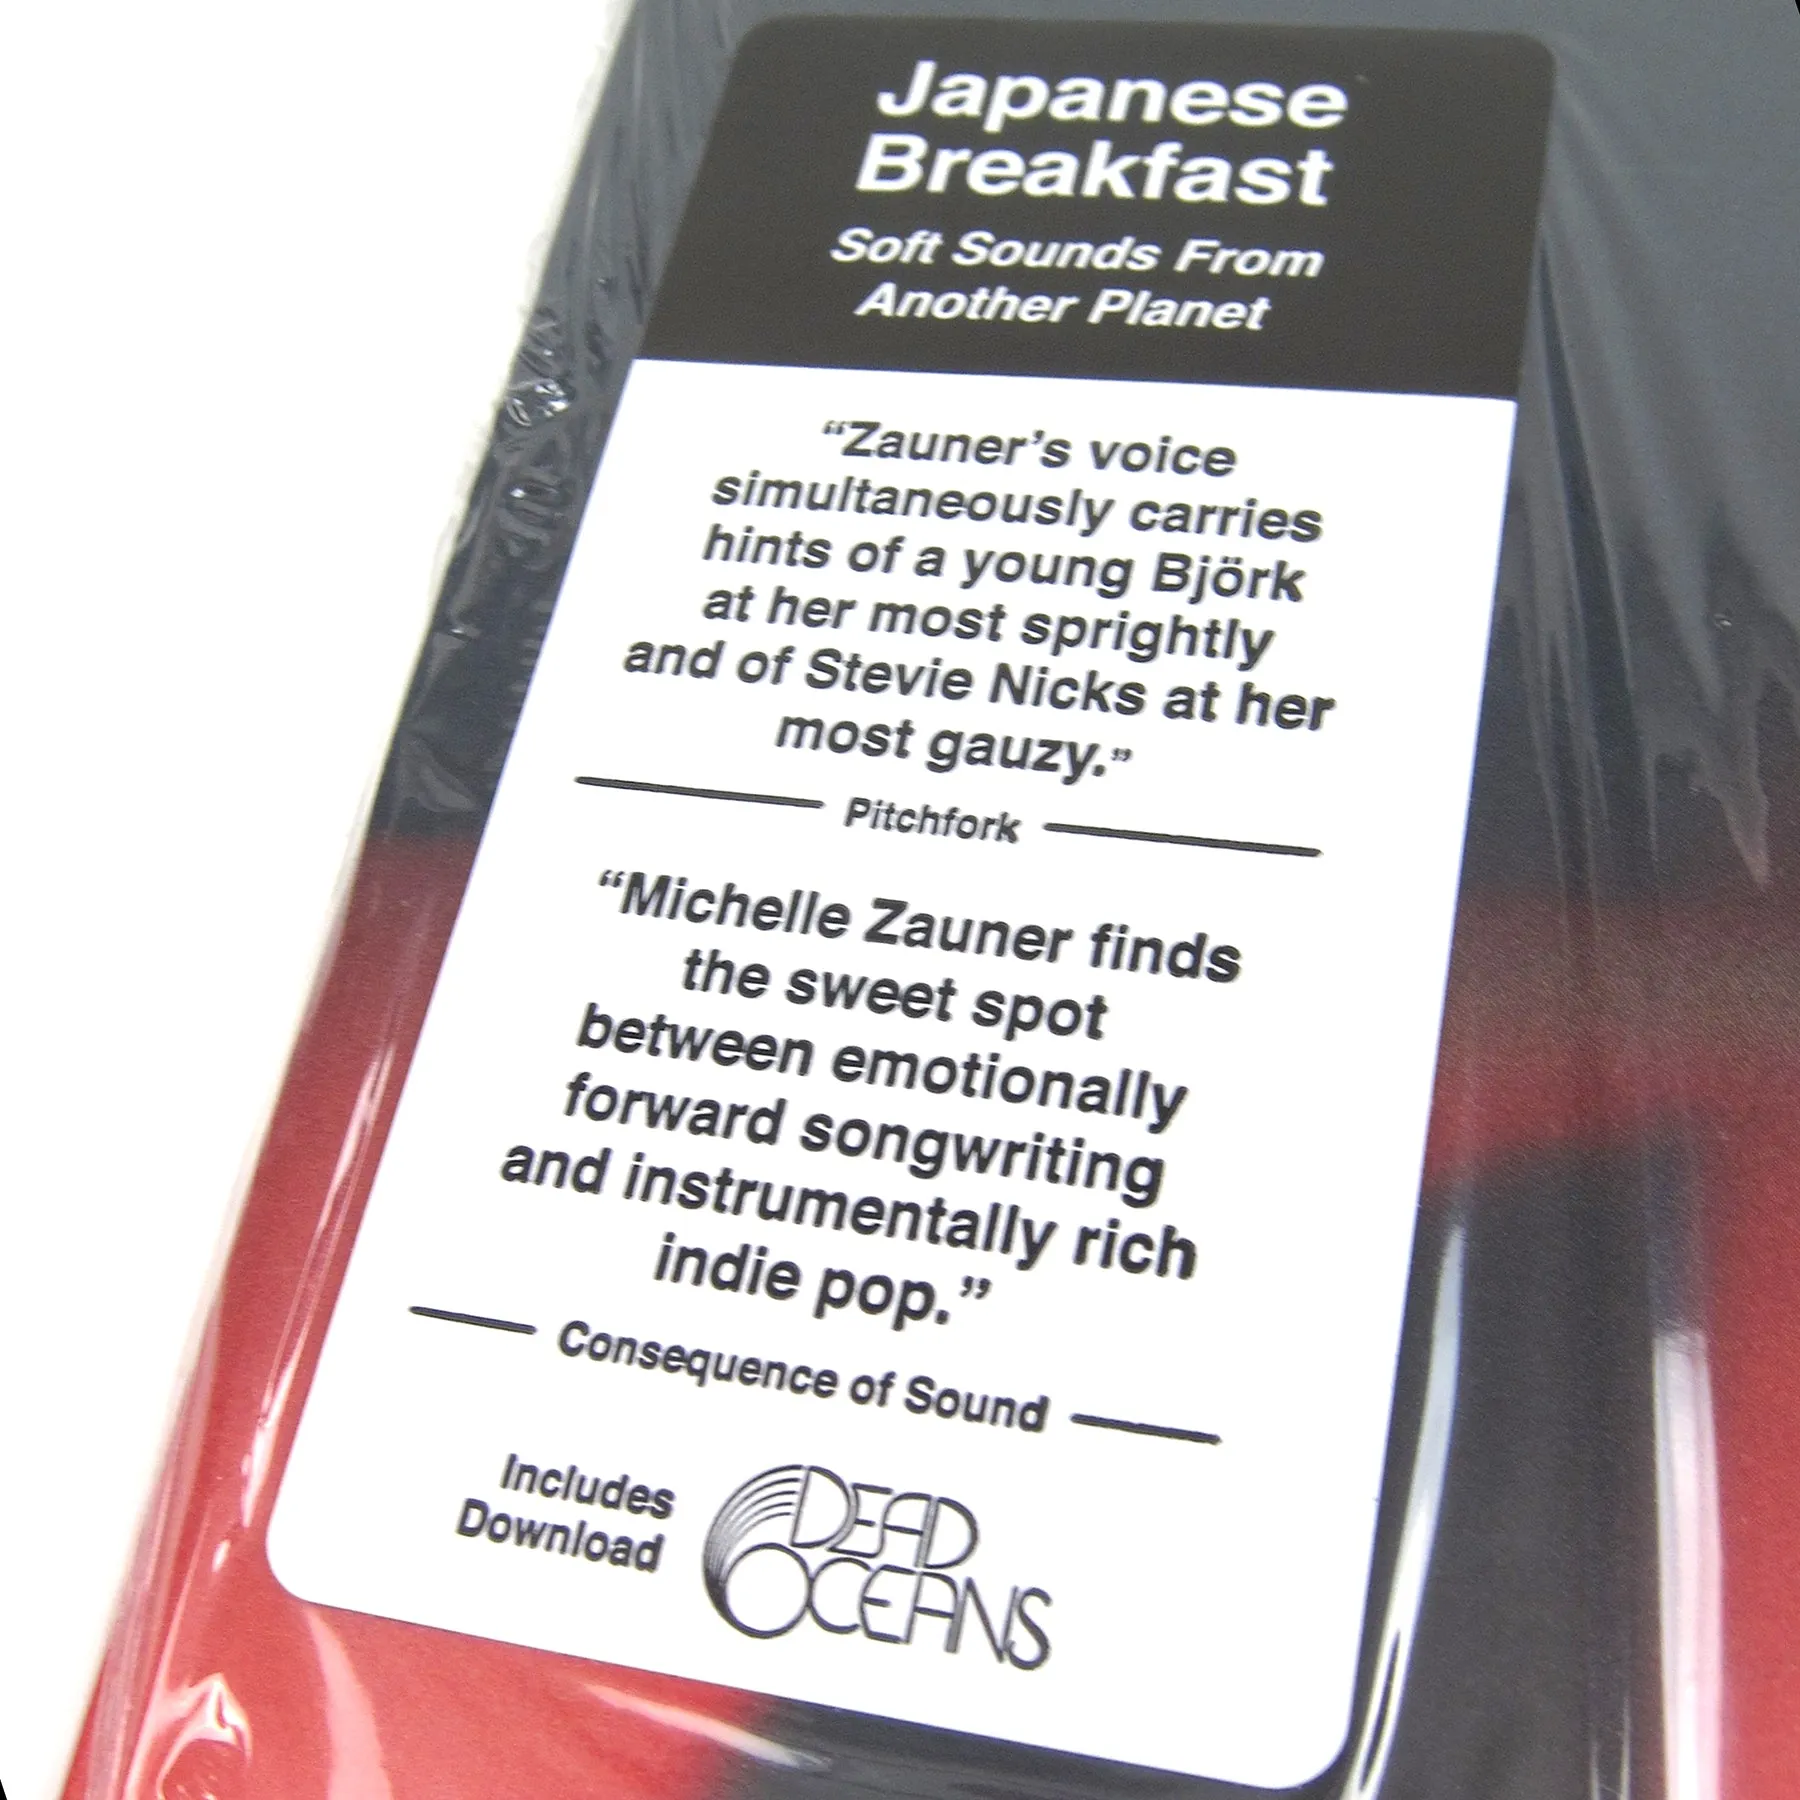 Japanese
Breakfast
Soft Sounds From
Another Planet
“Zauner’s voice
simultaneously carries
hints of a young Björk
at her most sprightly
and of Stevie Nicks at her
most gauzy.”
Pitchfork
“Michelle Zauner finds
the sweet spot
between emotionally
forward songwriting
and instrumentally rich
indie pop.”
Consequence of Sound
Includes
Download
DEAD
OCEANS